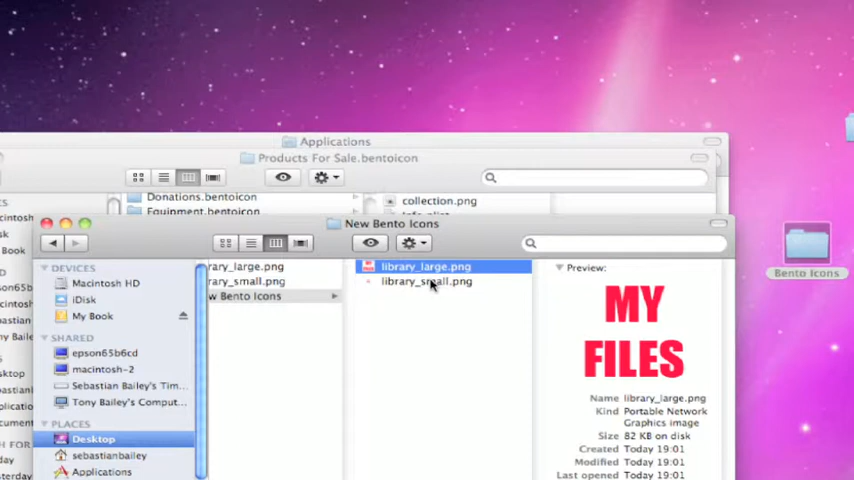 Applications
Products For Sale.bentoicon
Donations.bentoicon
collection.png
Equipment.bentoicon
New Bento Icons
Bento Icons
DEVICES
Macintosh HD
iDisk
My Book
SHARED
epson65b6cd
macintosh-2
Sebastian Bailey's Tim...
Tony Bailey's Comput...
PLACES
Desktop
sebastianbailey
Applications
rary_large.png
rary_small.png
w Bento Icons
library_large.png
library_small.png
Preview:
MY
FILES
Name library_large.png
Kind Portable Network
Graphics image
Size 82 KB on disk
Created Today 19:01
Modified Today 19:01
Last opened Today 19:01